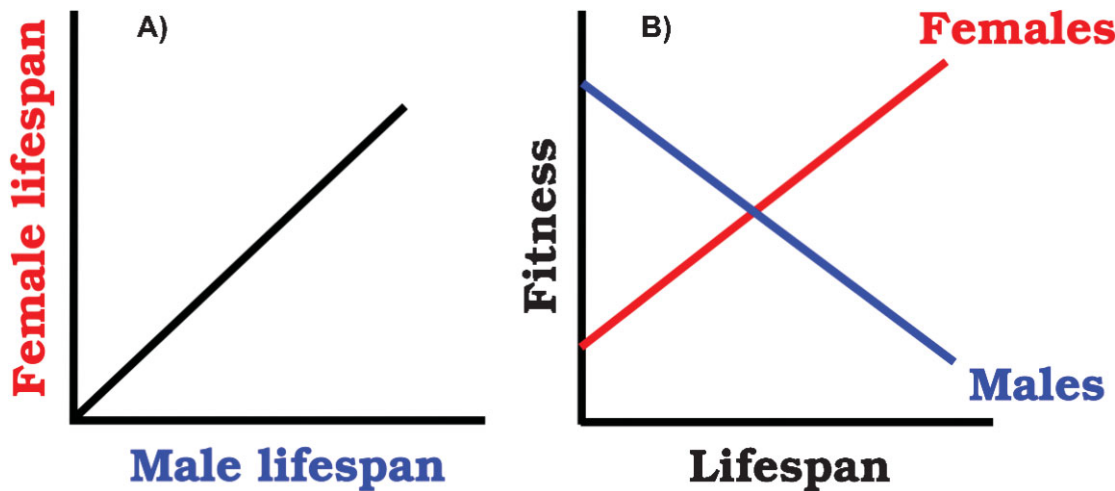 A)
Female lifespan
Male lifespan
B)
Females
Fitness
Males
Lifespan